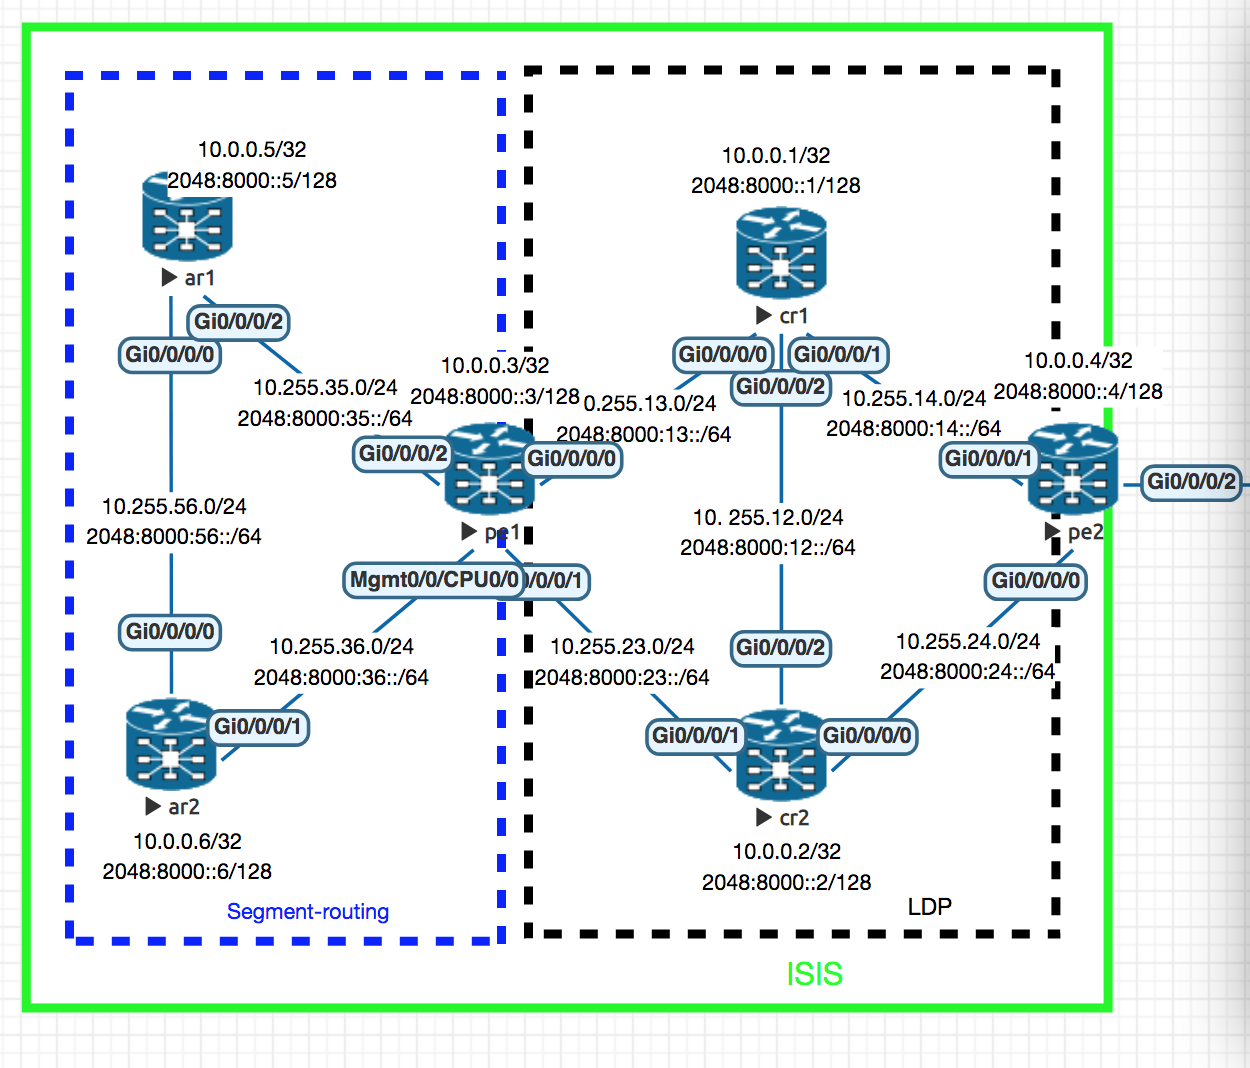 10.0.0.5/32
2048:8000::5/128
ar1
Gi0/0/0/2
Gi0/0/0/0
10.255.35.0/24
2048:8000:35::/64
10.0.0.1/32
2048:8000::1/128
cr1
Gi0/0/0/0
Gi0/0/0/1
Gi0/0/0/2
10.0.0.3/32
2048:8000::3/128
0.255.13.0/24
2048:8000:13::/64
10.255.14.0/24
2048:8000:14::/64
10.0.0.4/32
2048:8000::4/128
Gi0/0/0/2
Gi0/0/0/0
pe1
Gi0/0/0/1
Gi0/0/0/2
pe2
10.255.56.0/24
2048:8000:56::/64
10. 255.12.0/24
2048:8000:12::/64
Mgmt0/0/CPU0/0
)/0/0/1
Gi0/0/0/0
Gi0/0/0/0
10.255.36.0/24
2048:8000:36::/64
10.255.23.0/24
2048:8000:23::/64
Gi0/0/0/2
10.255.24.0/24
2048:8000:24::/64
Gi0/0/0/1
ar2
10.0.0.6/32
2048:8000::6/128
Gi0/0/0/1
Gi0/0/0/0
cr2
10.0.0.2/32
2048:8000::2/128
Segment-routing
LDP
ISIS